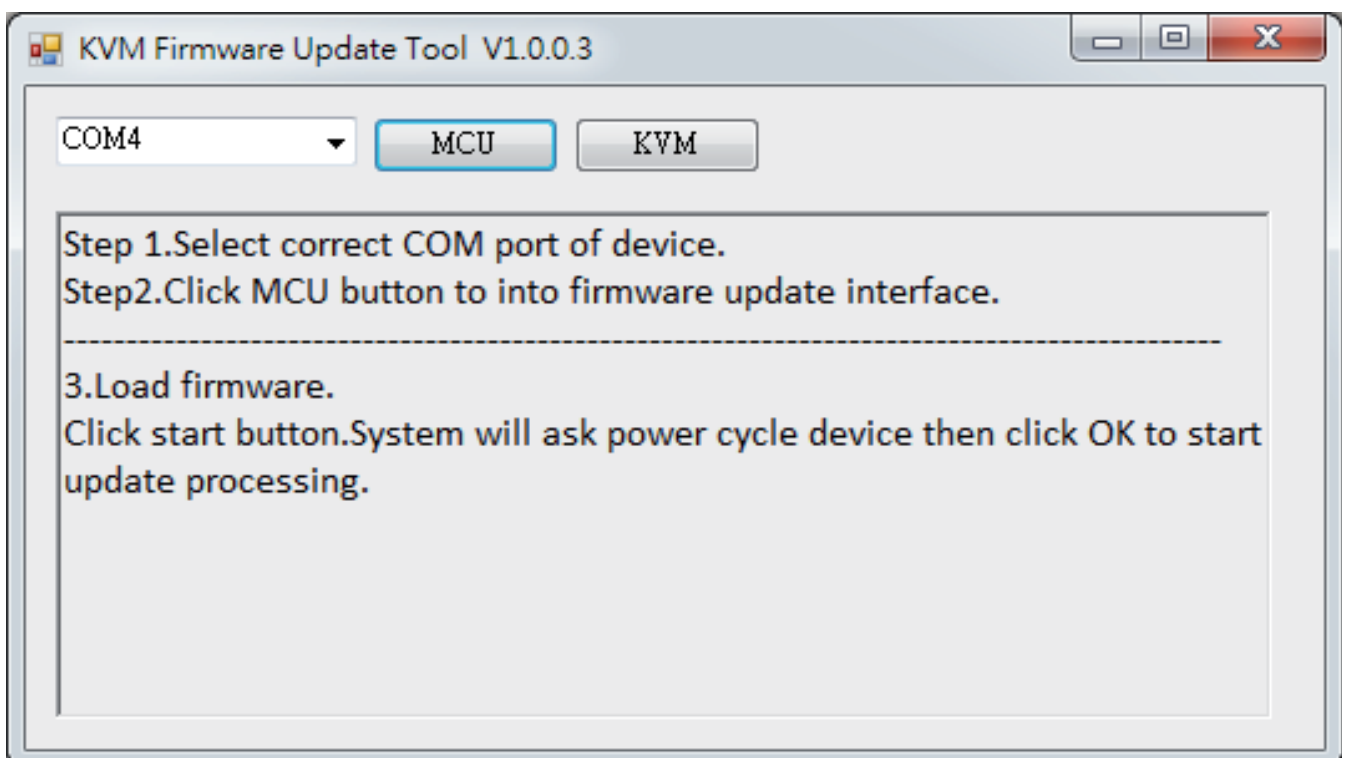 KVM Firmware Update Tool V1.0.0.3
COM4 MCU KVM
Step 1.Select correct COM port of device.
Step2.Click MCU button to into firmware update interface.
--------------------------------------------------------------------------------------------
3.Load firmware.
Click start button.System will ask power cycle device then click OK to start
update processing.